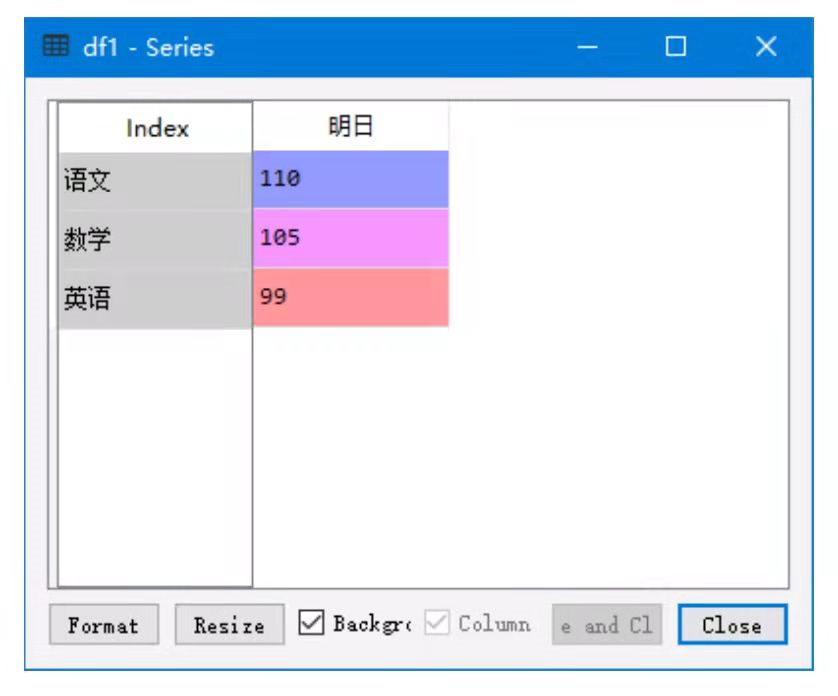 df1 - Series
Index 明日
语文 110
数学 105
英语 99
Format Resize Backgr Column e and Cl Close